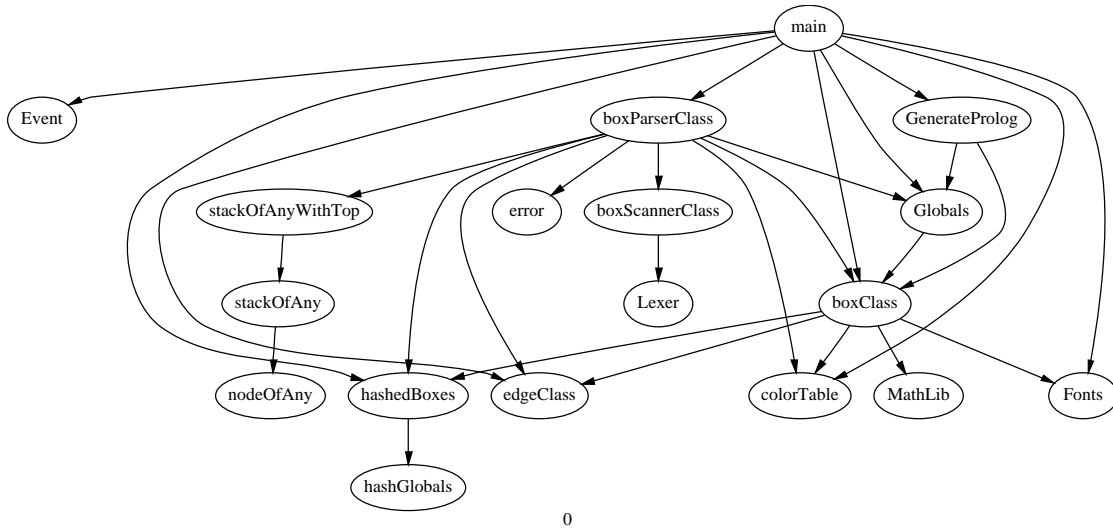 main
Event
boxParserClass
GenerateProlog
stackOfAnyWithTop
error
boxScannerClass
Globals
stackOfAny
Lexer
boxClass
nodeOfAny
hashedBoxes
edgeClass
colorTable
MathLib
Fonts
hashGlobals
0